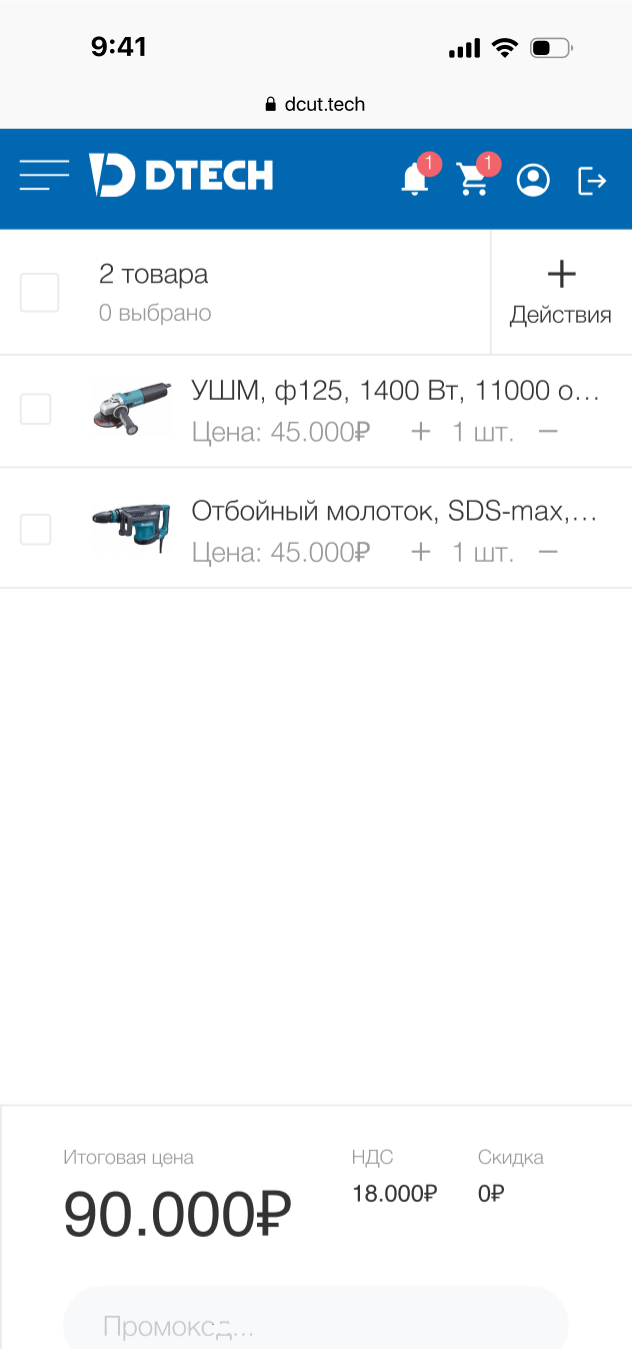 9:41
dcut.tech
DTECH
1
1
2 товара
0 выбрано
Действия
УШМ, ф125, 1400 Вт, 11000 о...
Цена: 45.000₽ + 1 шт. −
Отбойный молоток, SDS-max,...
Цена: 45.000₽ + 1 шт. −
Итоговая цена
НДС
Скидка
90.000₽
18.000₽
0₽
Промокод...